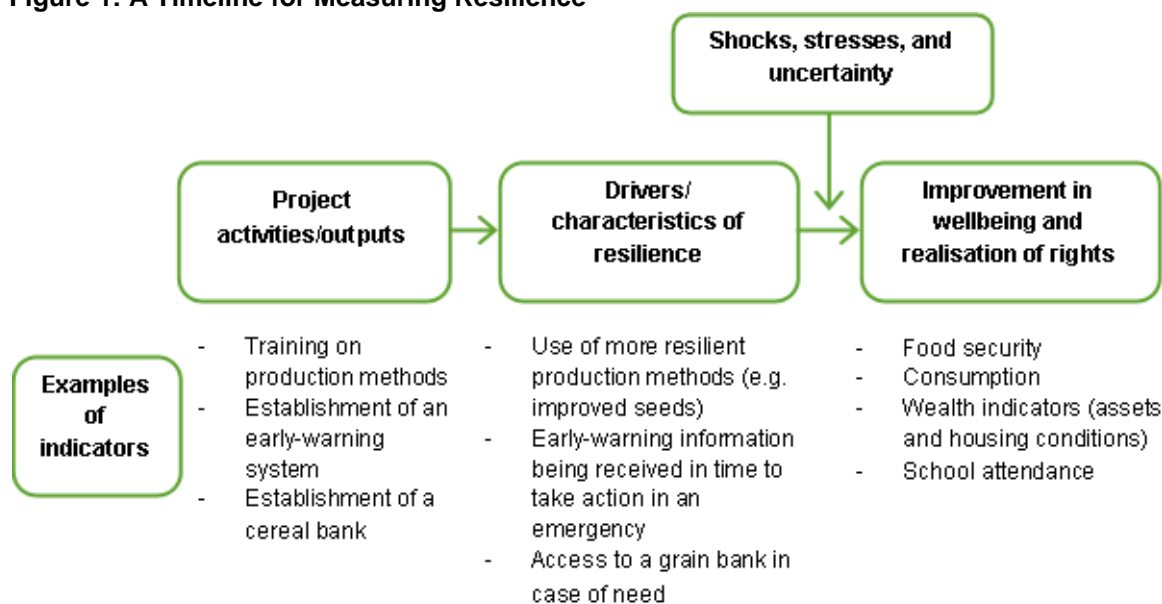 Figure 1: A Timeline for Measuring Resilience
Shocks, stresses, and
uncertainty
Project
activities/outputs
Drivers/
characteristics of
resilience
Improvement in
wellbeing and
realisation of rights
Examples
of
indicators
- Training on
production methods
- Establishment of an
early-warning
system
- Establishment of a
cereal bank
- Use of more resilient
production methods (e.g.
improved seeds)
- Early-warning information
being received in time to
take action in an
emergency
- Access to a grain bank in
case of need
- Food security
- Consumption
- Wealth indicators (assets
and housing conditions)
- School attendance